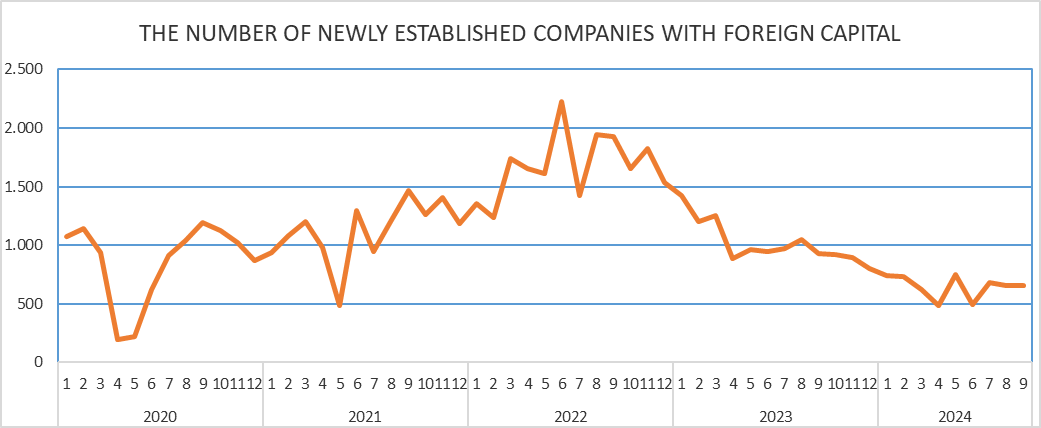 THE NUMBER OF NEWLY ESTABLISHED COMPANIES WITH FOREIGN CAPITAL
2.500
2.000
1.500
1.000
500
0
1 2 3 4 5 6 7 8 9 10 11 12 1 2 3 4 5 6 7 8 9 10 11 12 1 2 3 4 5 6 7 8 9 10 11 12 1 2 3 4 5 6 7 8 9 10 11 12 1 2 3 4 5 6 7 8 9
2020 2021 2022 2023 2024